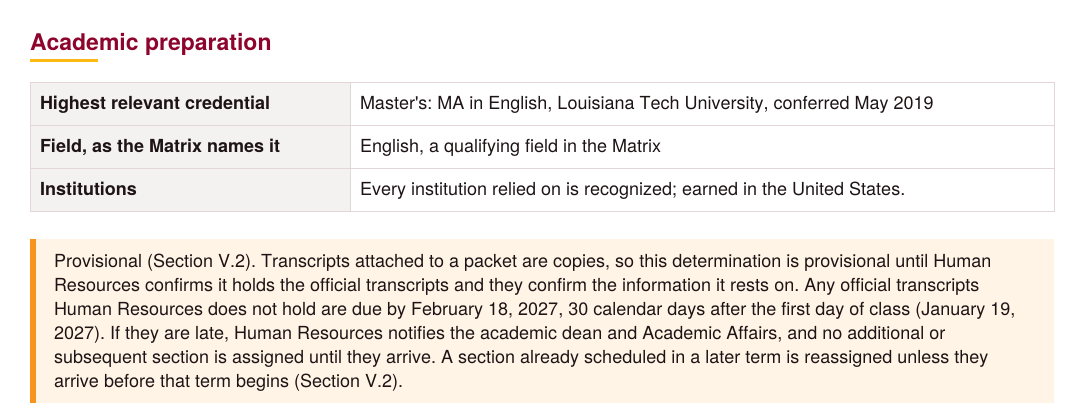 Academic preparation
Highest relevant credential
Master's: MA in English, Louisiana Tech University, conferred May 2019
Field, as the Matrix names it
English, a qualifying field in the Matrix
Institutions
Every institution relied on is recognized; earned in the United States.
Provisional (Section V.2). Transcripts attached to a packet are copies, so this determination is provisional until Human
Resources confirms it holds the official transcripts and they confirm the information it rests on. Any official transcripts
Human Resources does not hold are due by February 18, 2027, 30 calendar days after the first day of class (January 19,
2027). If they are late, Human Resources notifies the academic dean and Academic Affairs, and no additional or
subsequent section is assigned until they arrive. A section already scheduled in a later term is reassigned unless they
arrive before that term begins (Section V.2).